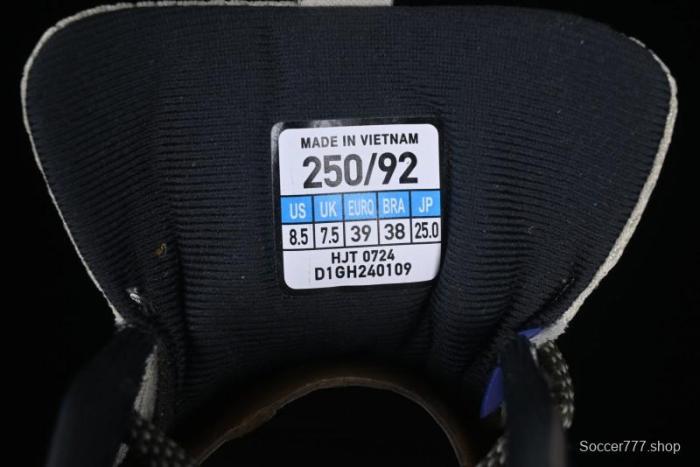 MADE IN VIETNAM
250/92
US UK EURO BRA JP
8.5 7.5 39 38 25.0
HJT 0724
D1GH240109
Soccer777.shop